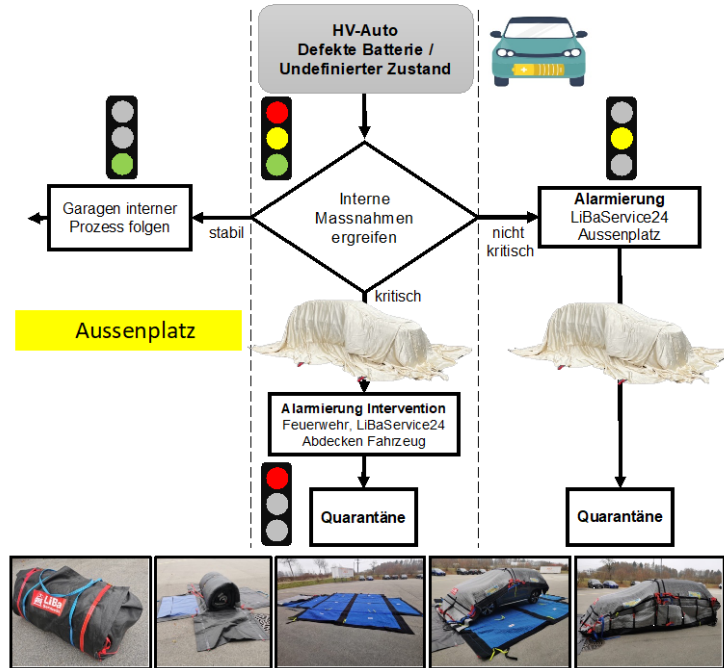 HV-Auto
Defekte Batterie /
Undefinierter Zustand
Interne
Massnahmen
ergreifen
Garagen interner
Prozess folgen
stabil
nicht
kritisch
Alarmierung
LiBaService24
Aussenplatz
kritisch
Aussenplatz
Alarmierung Intervention
Feuerwehr, LiBaService24
Abdecken Fahrzeug
Quarantäne
Quarantäne
LiBa